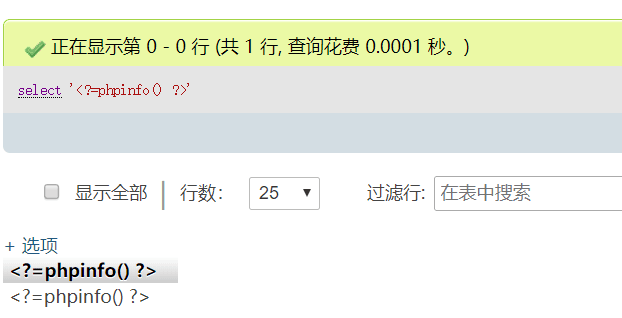 正在显示第 0 - 0 行 (共 1 行, 查询花费 0.0001 秒。)
select '<?=phpinfo() ?>'
显示全部 | 行数: 25 过滤行: 在表中搜索
+ 选项
<?=phpinfo() ?>
<?=phpinfo() ?>